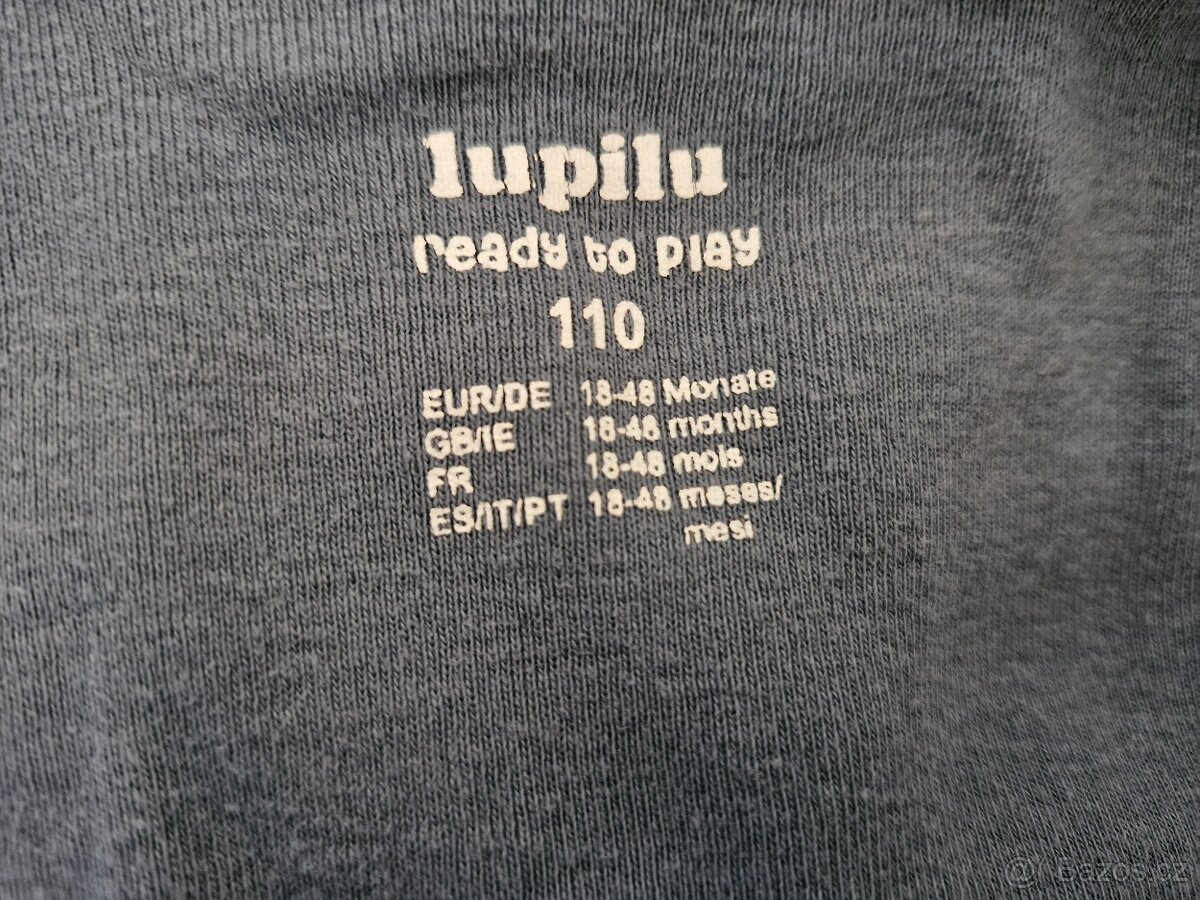 lupilu
ready to play
110
EUR/DE 18-48 Monate
GB/IE 18-48 months
FR 18-48 mois
ES/IT/PT 18-48 meses/
mesi
@ Bazos.cz